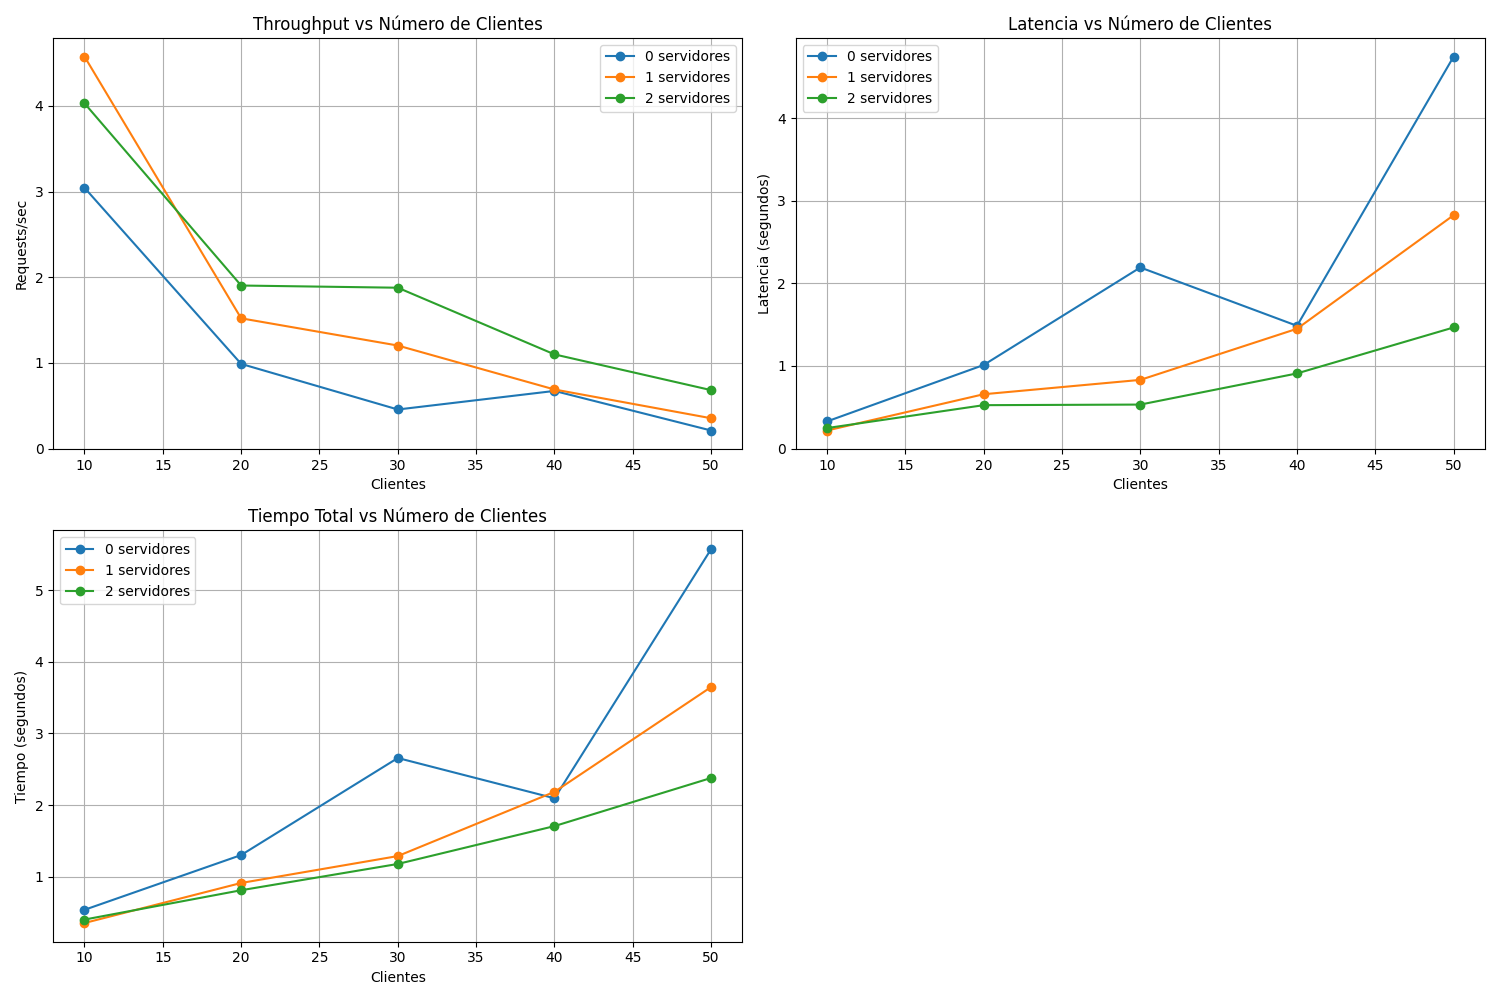 Throughput vs Número de Clientes
0 servidores
1 servidores
2 servidores
Requests/sec
4
3
2
1
0
10 15 20 25 30 35 40 45 50
Clientes
Latencia vs Número de Clientes
0 servidores
1 servidores
2 servidores
Latencia (segundos)
4
3
2
1
0
10 15 20 25 30 35 40 45 50
Clientes
Tiempo Total vs Número de Clientes
0 servidores
1 servidores
2 servidores
Tiempo (segundos)
5
4
3
2
1
10 15 20 25 30 35 40 45 50
Clientes